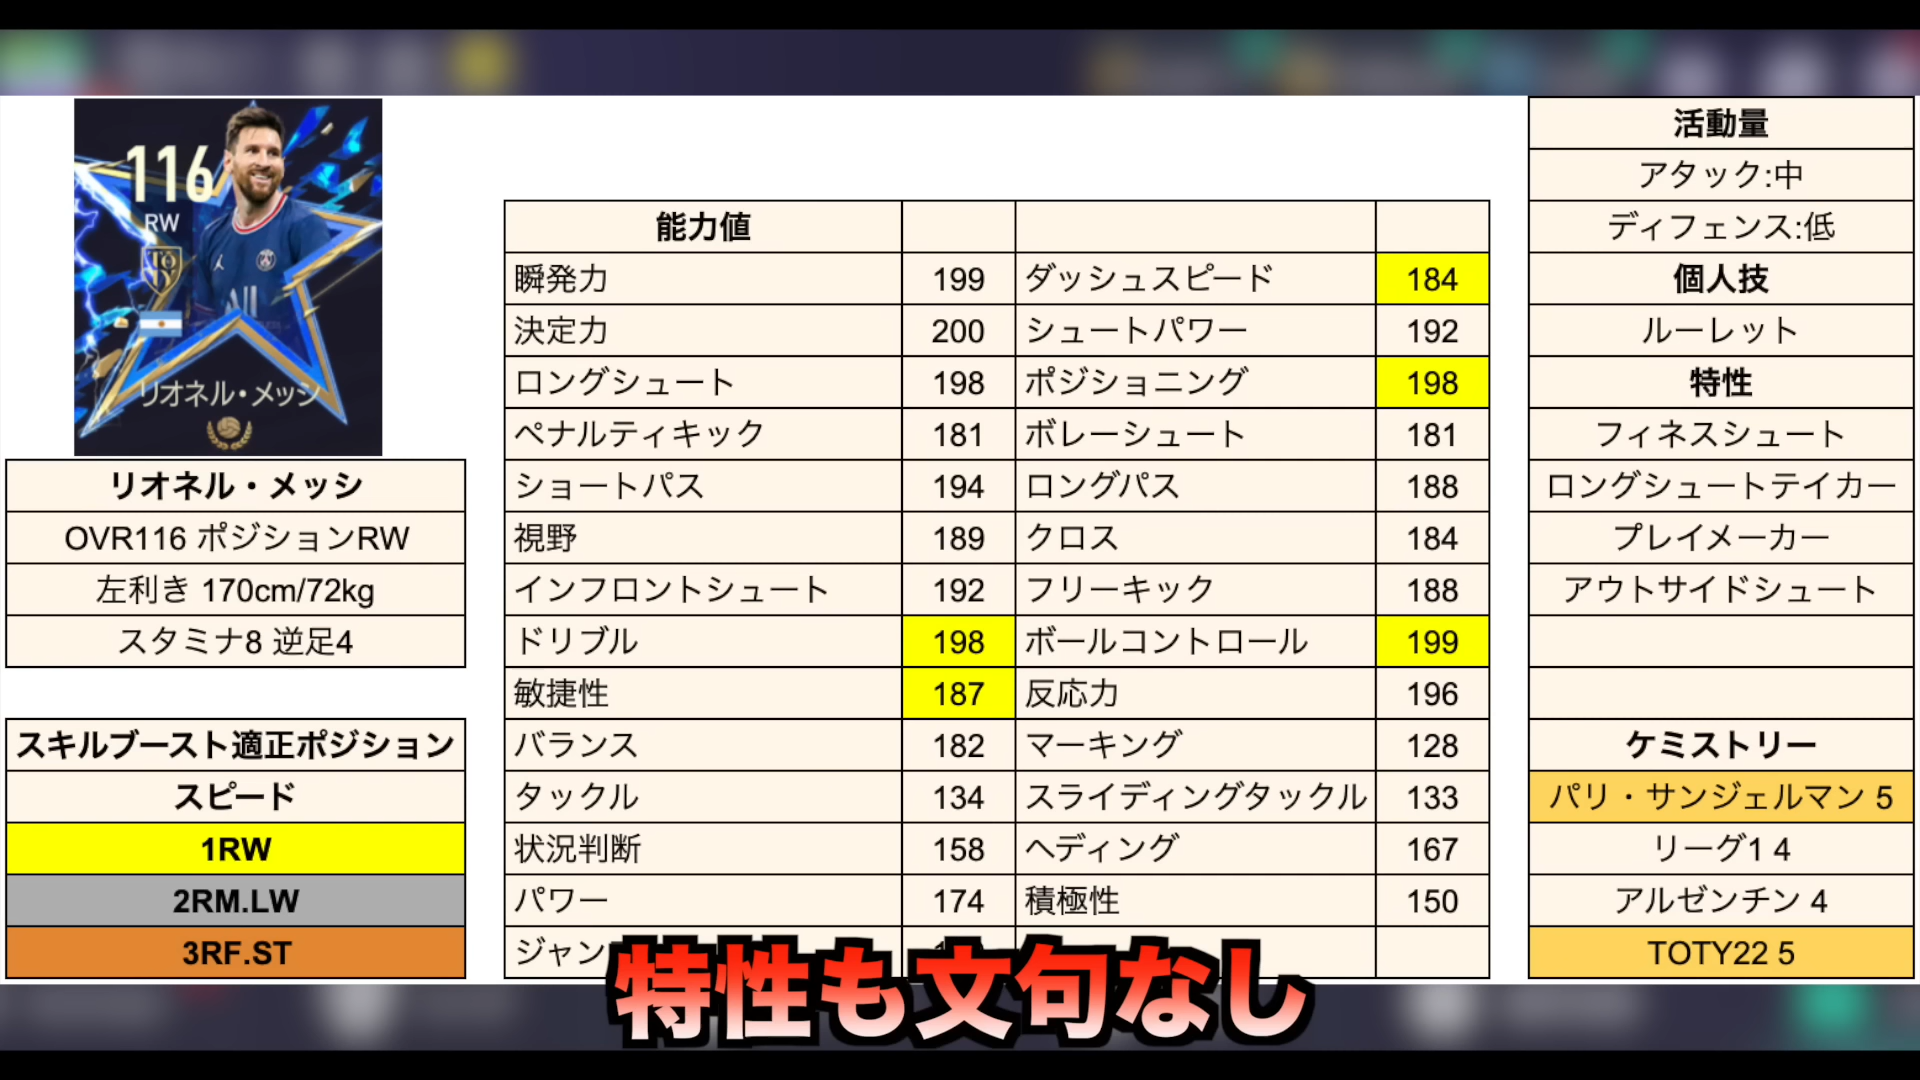 116
RW
リオネル・メッシ
リオネル・メッシ
OVR116 ポジションRW
左利き 170cm/72kg
スタミナ8 逆足4
スキルブースト適正ポジション
スピード
1RW
2RM.LW
3RF.ST
能力値
瞬発力 199 ダッシュスピード 184
決定力 200 シュートパワー 192
ロングシュート 198 ポジショニング 198
ペナルティキック 181 ボレーシュート 181
ショートパス 194 ロングパス 188
視野 189 クロス 184
インフロントシュート 192 フリーキック 188
ドリブル 198 ボールコントロール 199
敏捷性 187 反応力 196
バランス 182 マーキング 128
タックル 134 スライディングタックル 133
状況判断 158 ヘディング 167
パワー 174 積極性 150
ジャン
活動量
アタック:中
ディフェンス:低
個人技
ルーレット
特性
フィネスシュート
ロングシュートテイカー
プレイメーカー
アウトサイドシュート
ケミストリー
パリ・サンジェルマン 5
リーグ1 4
アルゼンチン 4
TOTY22 5
特性も文句なし